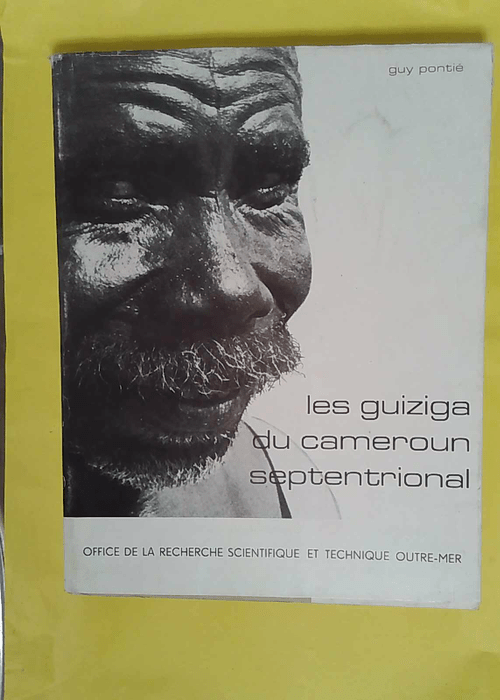 guy pontié
les guiziga
du cameroun
septentrional
OFFICE DE LA RECHERCHE SCIENTIFIQUE ET TECHNIQUE OUTRE-MER